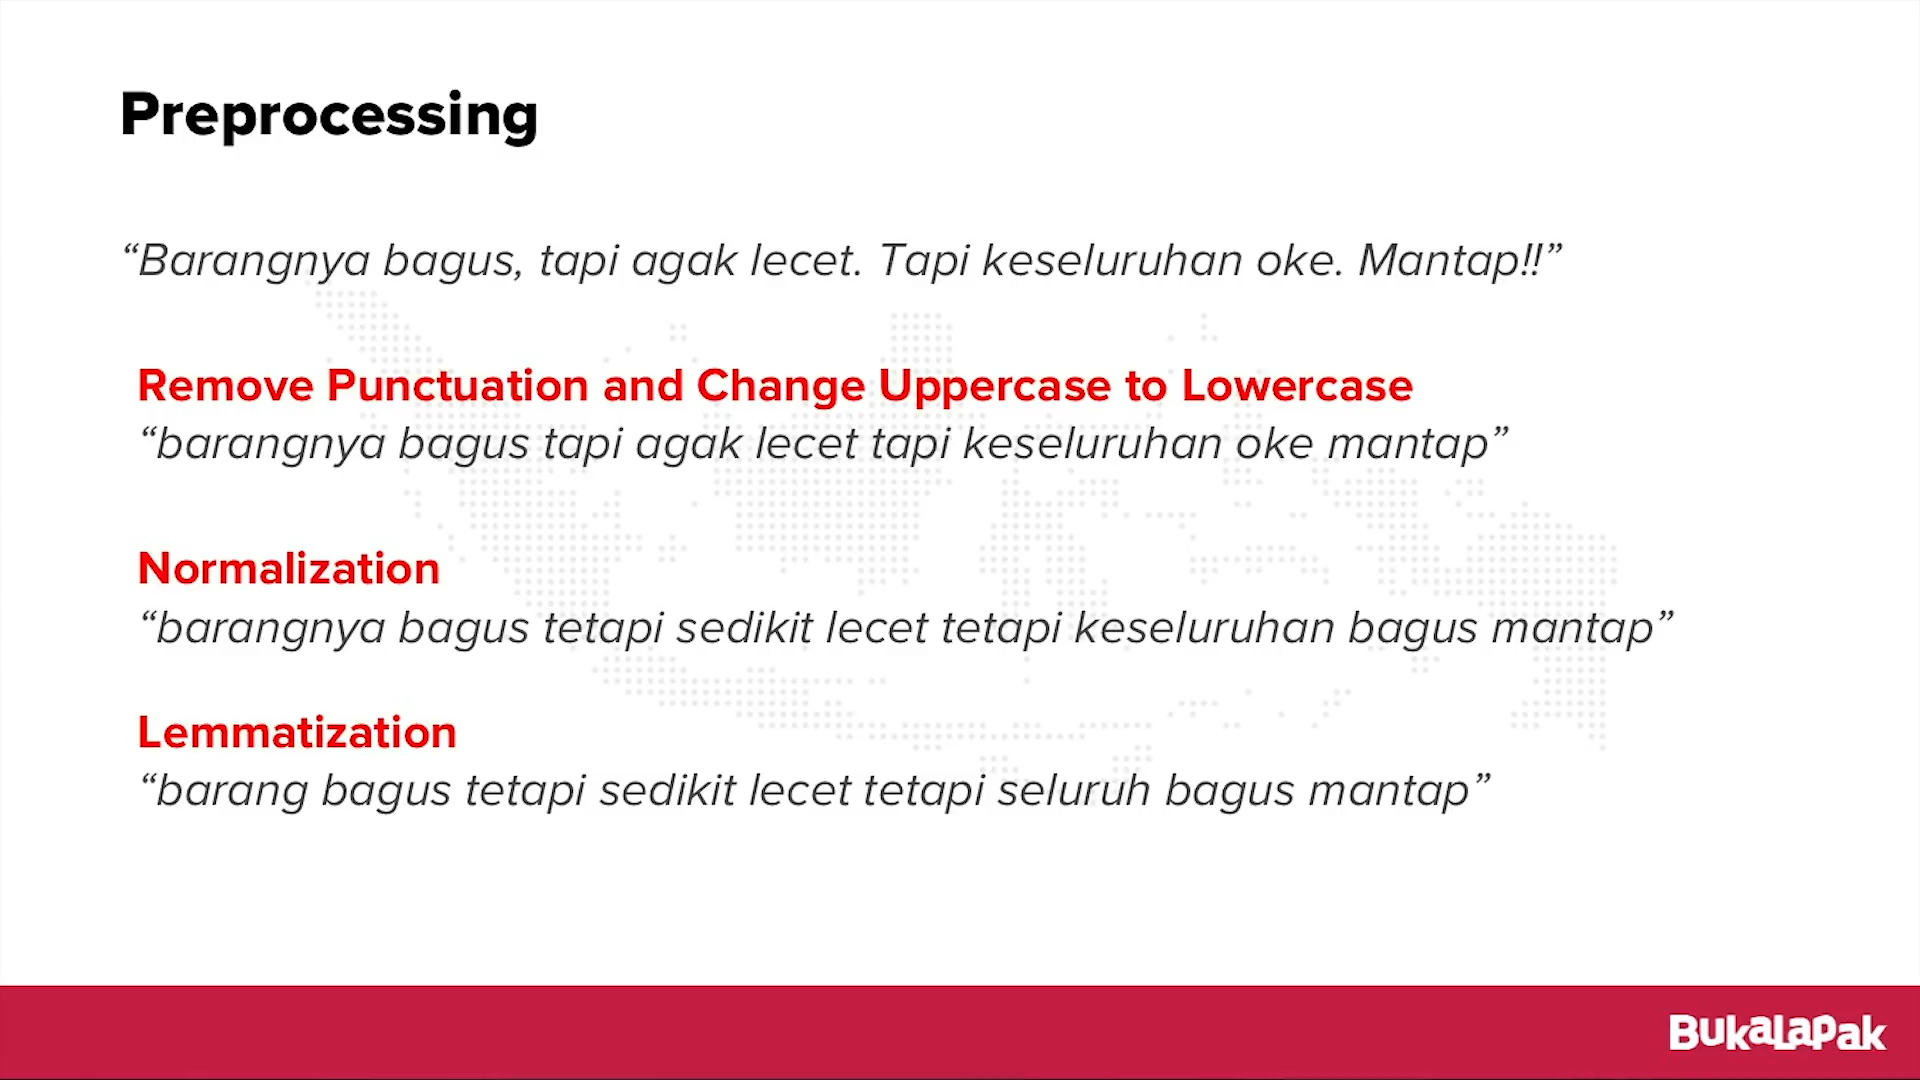 Preprocessing
“Barangnya bagus, tapi agak lecet. Tapi keseluruhan oke. Mantap!!”
Remove Punctuation and Change Uppercase to Lowercase
“barangnya bagus tapi agak lecet tapi keseluruhan oke mantap”
Normalization
“barangnya bagus tetapi sedikit lecet tetapi keseluruhan bagus mantap”
Lemmatization
“barang bagus tetapi sedikit lecet tetapi seluruh bagus mantap”
BukaLaPak